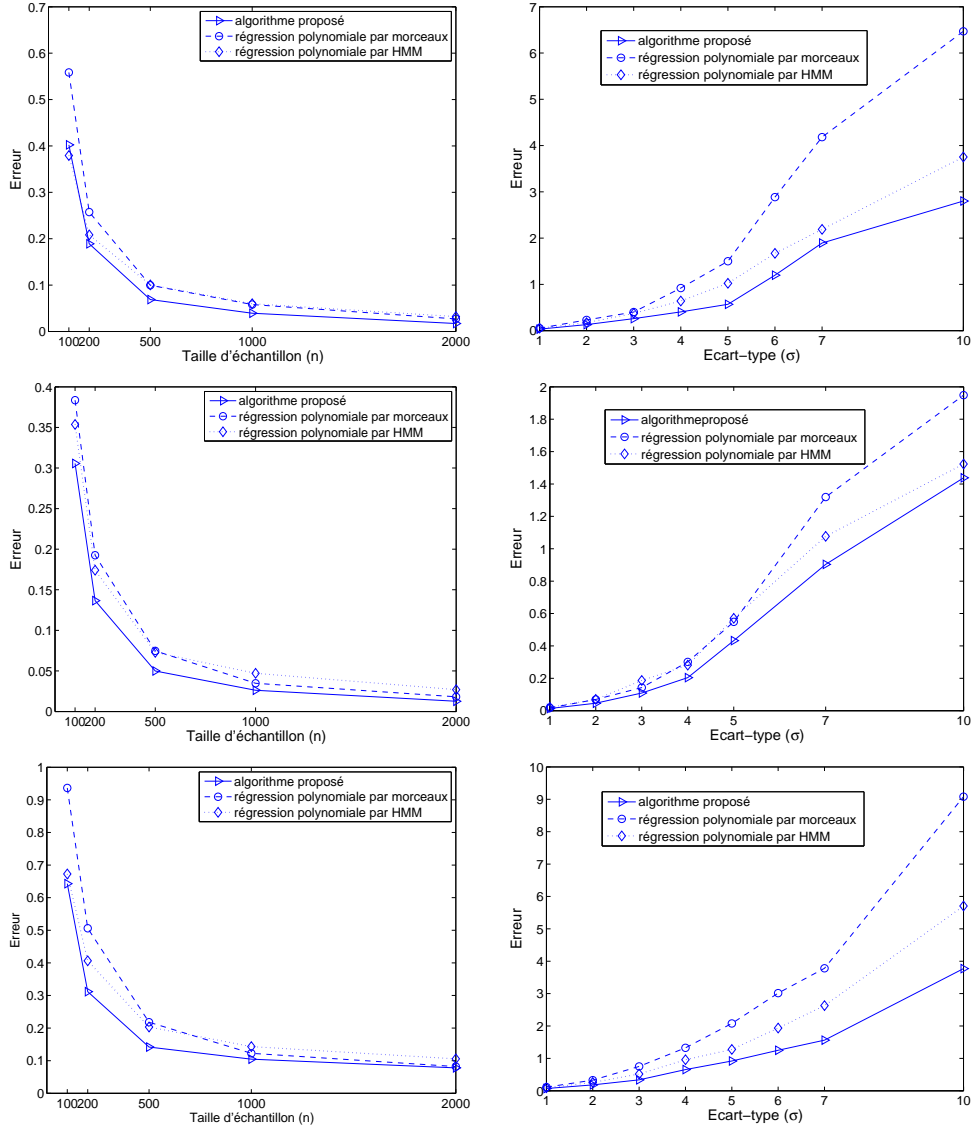 0.7
0.6
0.5
0.4
0.3
0.2
0.1
0
Erreur
algorithme proposé
régression polynomiale par morceaux
régression polynomiale par HMM
100 200 500 1000 2000
Taille d'échantillon (n)
7
6
5
4
3
2
1
0
Erreur
algorithme proposé
régression polynomiale par morceaux
régression polynomiale par HMM
1 2 3 4 5 6 7 10
Ecart-type (σ)
0.4
0.35
0.3
0.25
0.2
0.15
0.1
0.05
0
Erreur
algorithme proposé
régression polynomiale par morceaux
régression polynomiale par HMM
100 200 500 1000 2000
Taille d'échantillon (n)
2
1.8
1.6
1.4
1.2
1
0.8
0.6
0.4
0.2
0
Erreur
algorithmeproposé
régression polynomiale par morceaux
régression polynomiale par HMM
1 2 3 4 5 7 10
Ecart-type (σ)
1
0.9
0.8
0.7
0.6
0.5
0.4
0.3
0.2
0.1
0
Erreur
algorithme proposé
régression polynomiale par morceaux
régression polynomiale par HMM
100 200 500 1000 2000
Taille d'échantillon (n)
10
9
8
7
6
5
4
3
2
1
0
Erreur
algorithme proposé
régression polynomiale par morceaux
régression polynomiale par HMM
1 2 3 4 5 6 7 10
Ecart-type (σ)